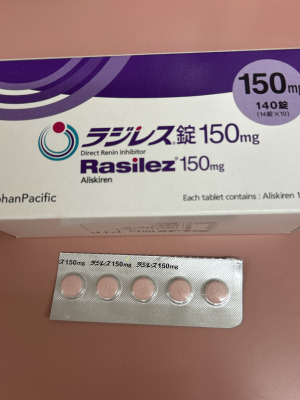 150mg
140錠
(14錠×10)
ラジレス®錠150mg
Direct Renin Inhibitor
Rasilez®150mg
Aliskiren
phanPacific
Each tablet contains : Aliskiren 1
ス150mg ラジレス150mg ラジレス150mg